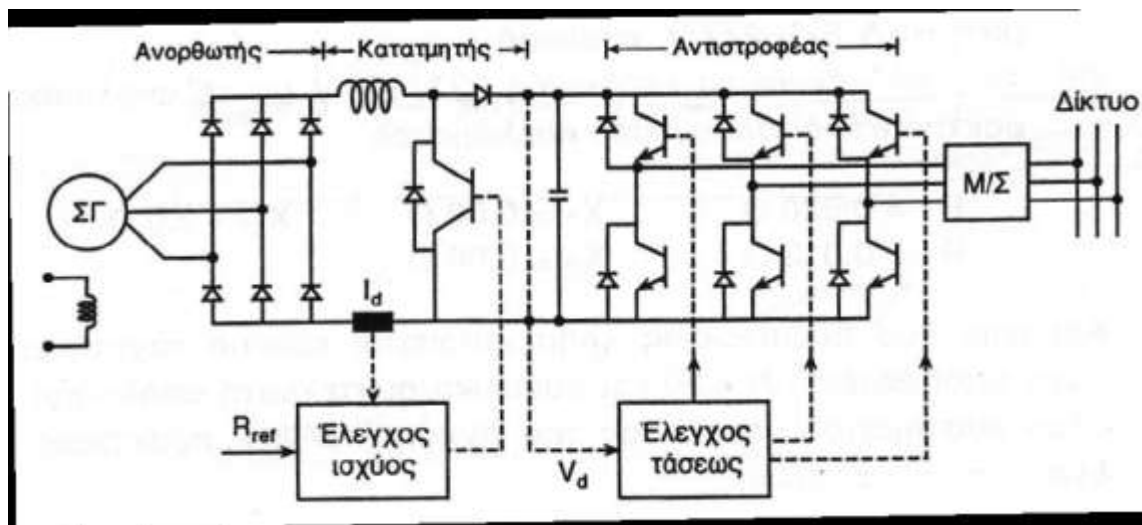 Ανορθωτής
Κατατμητής
Αντιστροφέας
Δίκτυο
ΣΓ
Μ/Σ
I_d
R_ref
Έλεγχος
ισχύος
V_d
Έλεγχος
τάσεως